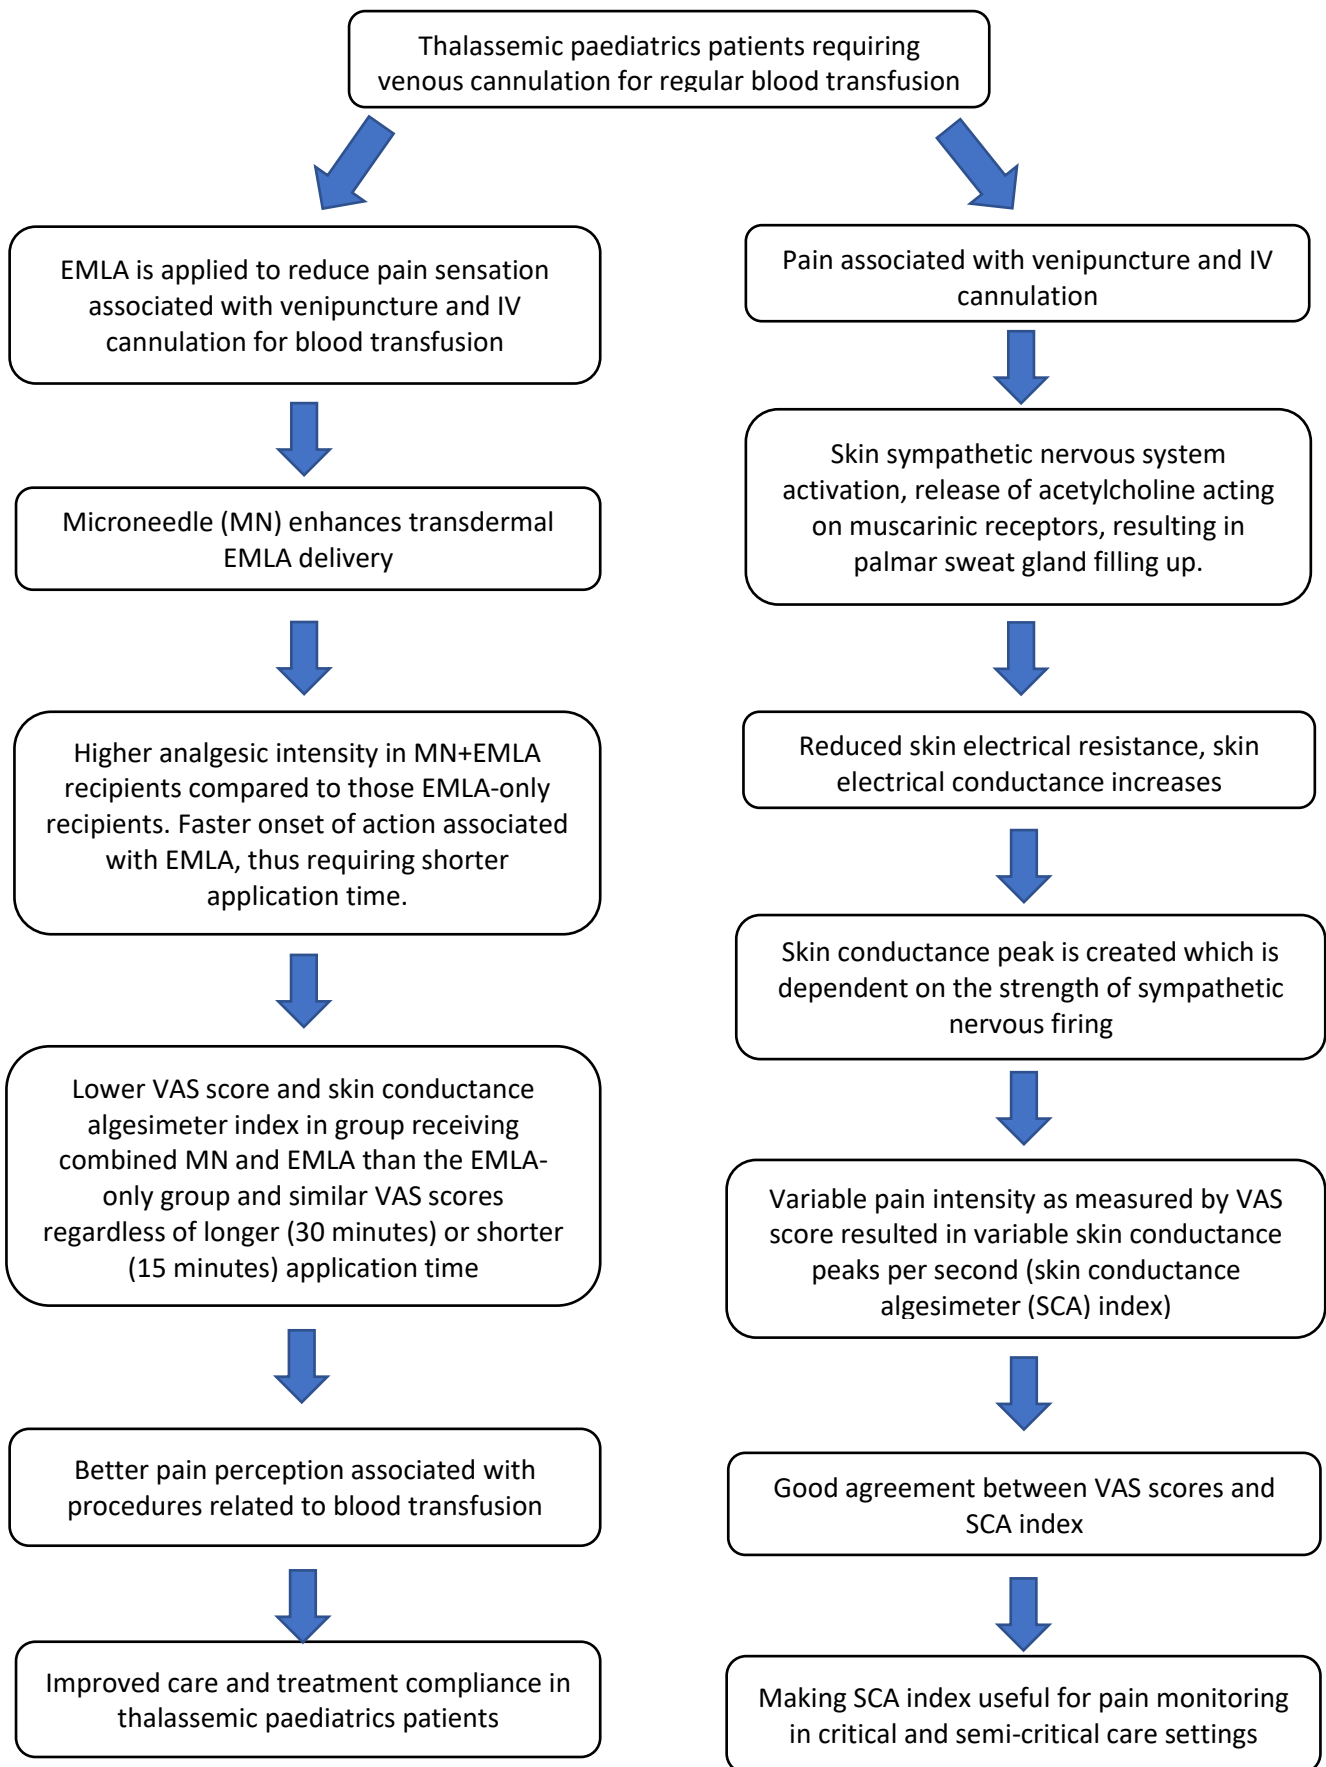 Thalassemic paediatrics patients requiring
venous cannulation for regular blood transfusion
EMLA is applied to reduce pain sensation
associated with venipuncture and IV
cannulation for blood transfusion
Microneedle (MN) enhances transdermal
EMLA delivery
Higher analgesic intensity in MN+EMLA
recipients compared to those EMLA-only
recipients. Faster onset of action associated
with EMLA, thus requiring shorter
application time.
Lower VAS score and skin conductance
algesimeter index in group receiving
combined MN and EMLA than the EMLA-
only group and similar VAS scores
regardless of longer (30 minutes) or shorter
(15 minutes) application time
Better pain perception associated with
procedures related to blood transfusion
Improved care and treatment compliance in
thalassemic paediatrics patients
Pain associated with venipuncture and IV
cannulation
Skin sympathetic nervous system
activation, release of acetylcholine acting
on muscarinic receptors, resulting in
palmar sweat gland filling up.
Reduced skin electrical resistance, skin
electrical conductance increases
Skin conductance peak is created which is
dependent on the strength of sympathetic
nervous firing
Variable pain intensity as measured by VAS
score resulted in variable skin conductance
peaks per second (skin conductance
algesimeter (SCA) index)
Good agreement between VAS scores and
SCA index
Making SCA index useful for pain monitoring
in critical and semi-critical care settings